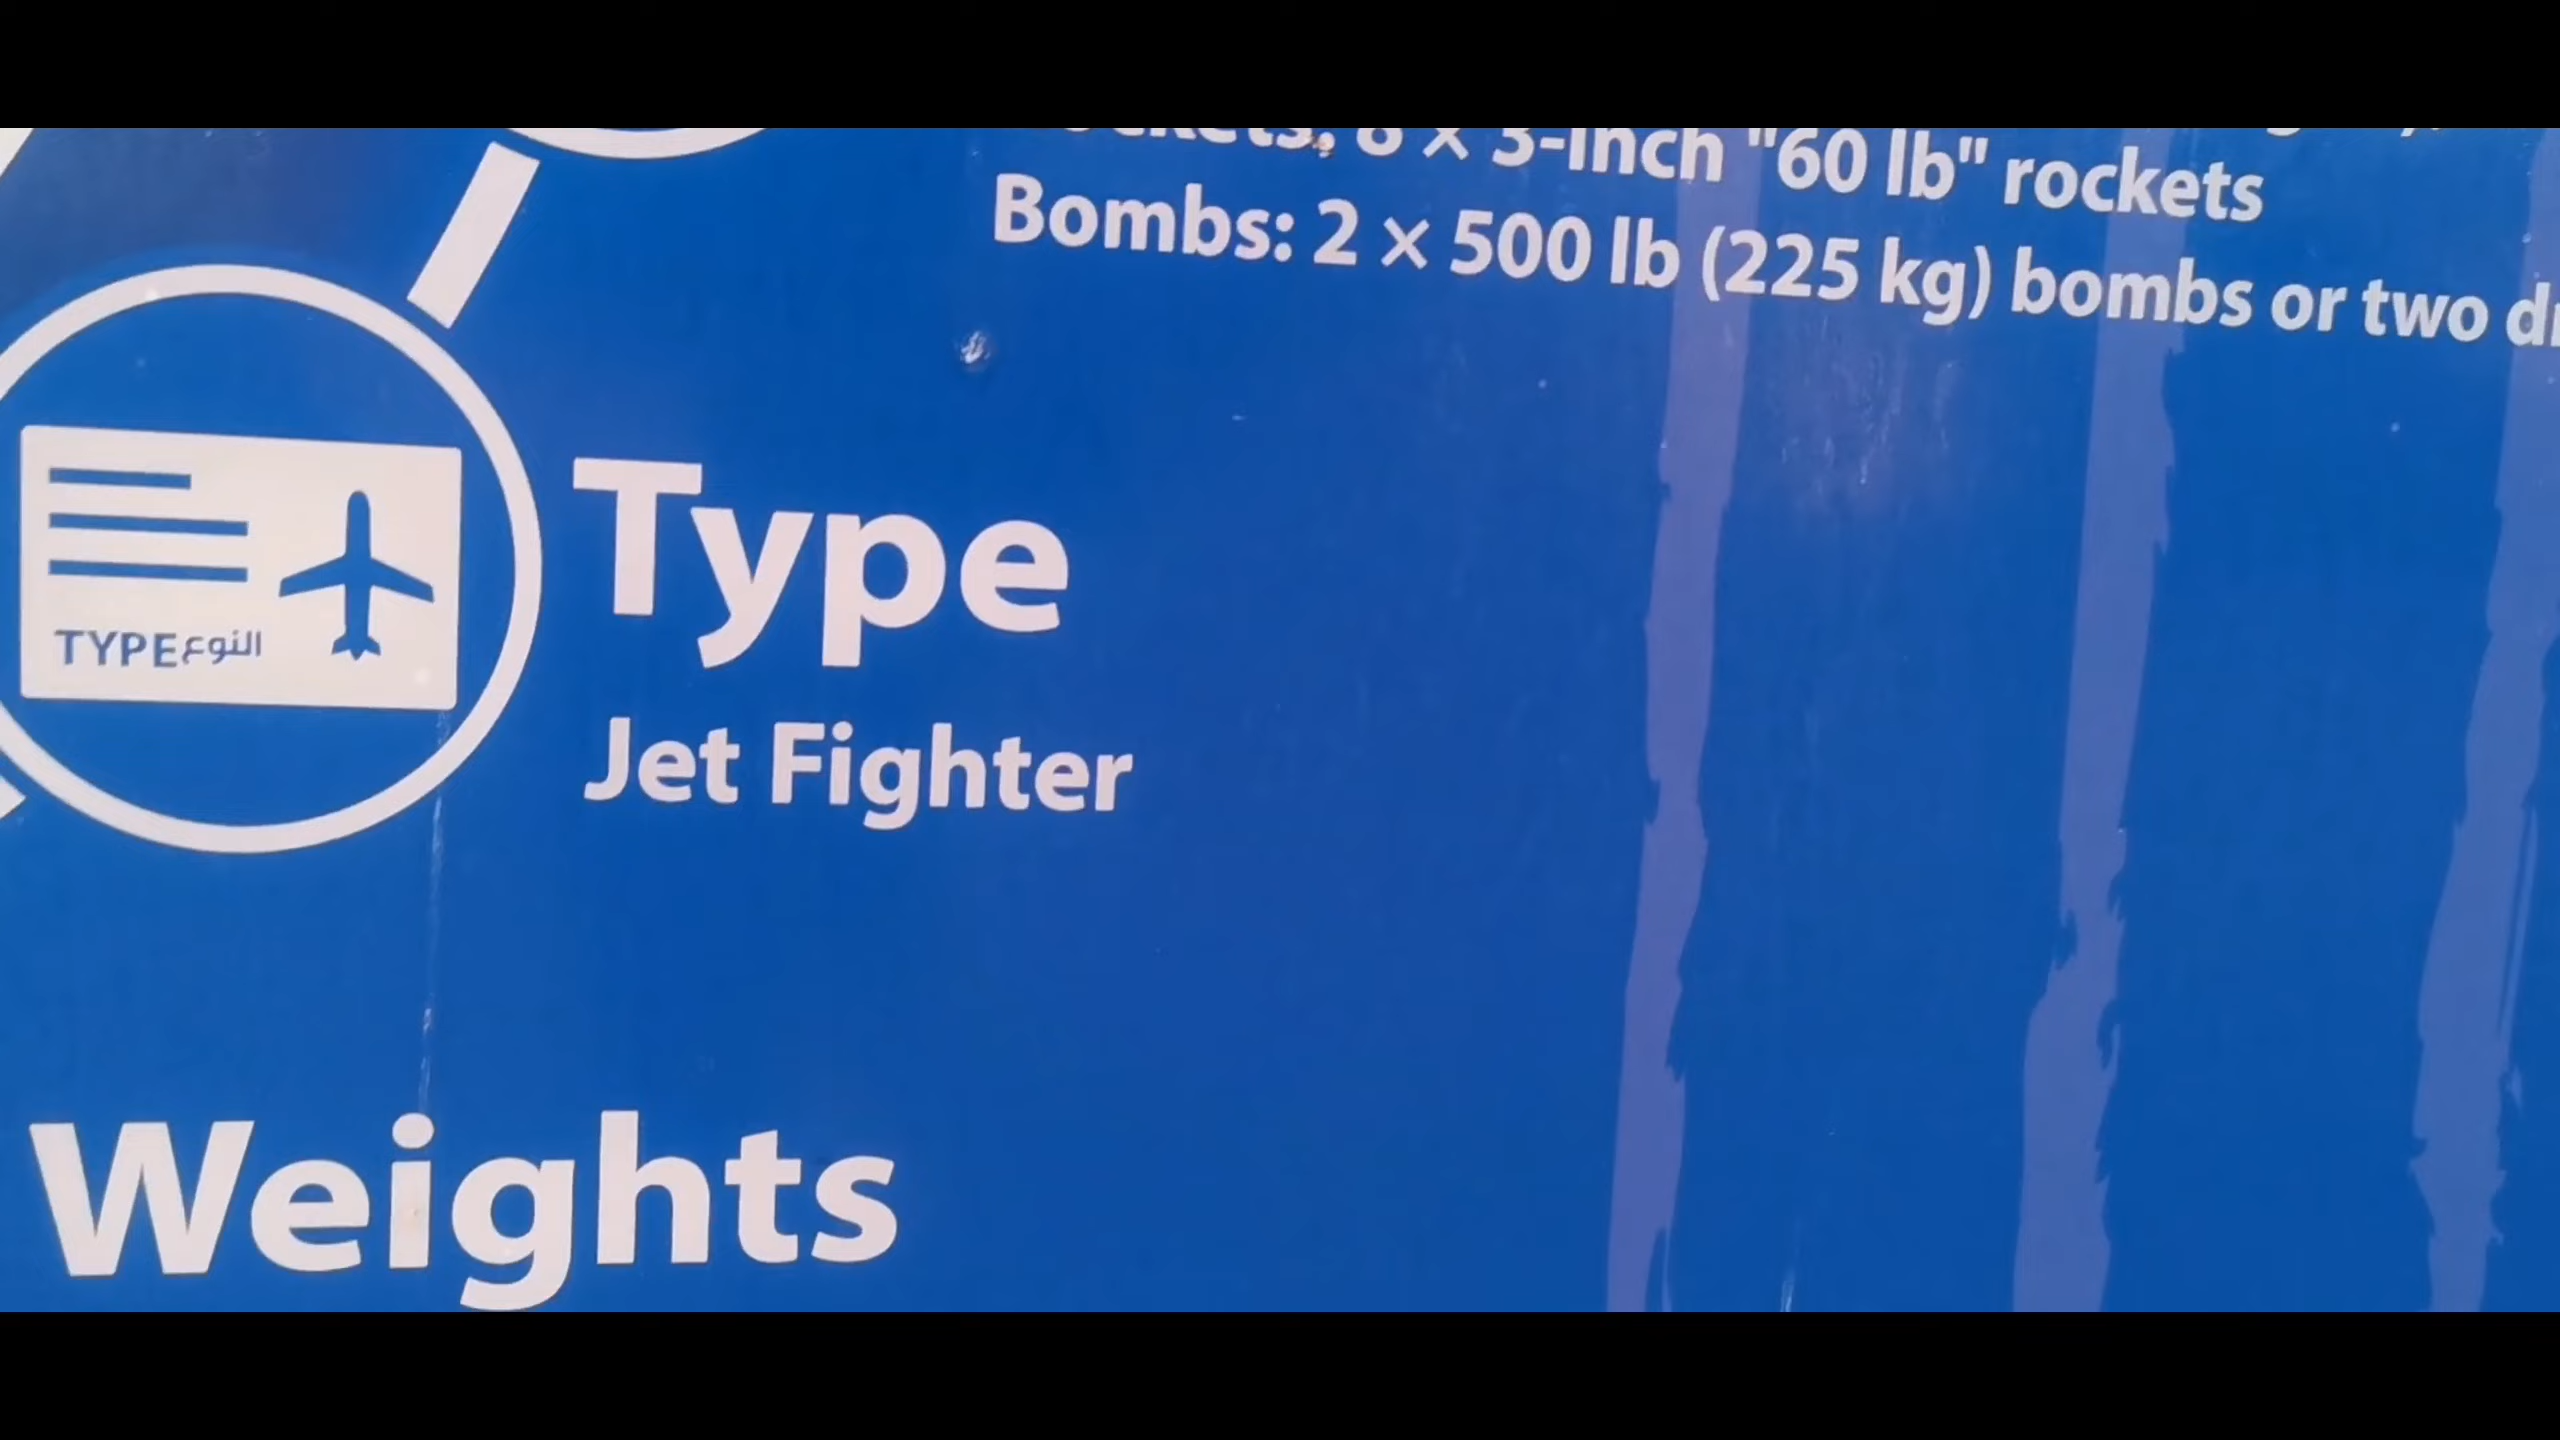 × 3-inch "60 lb" rockets
Bombs: 2 × 500 lb (225 kg) bombs or two
TYPE النوع
Type
Jet Fighter
Weights